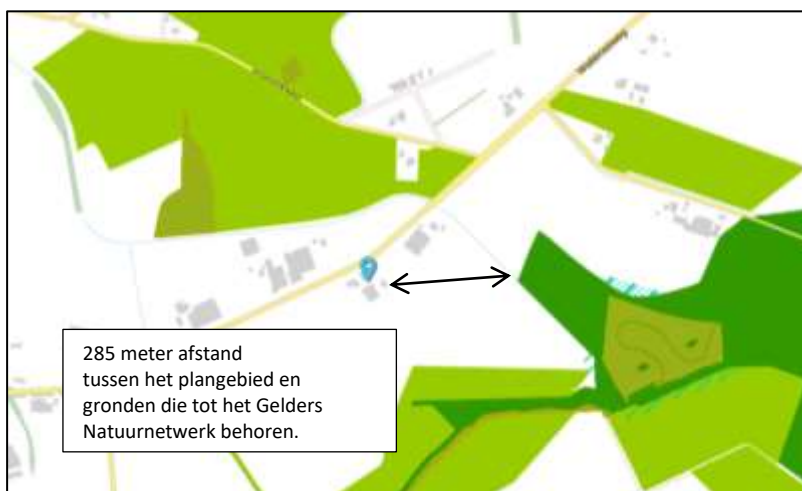 285 meter afstand
tussen het plangebied en
gronden die tot het Gelders
Natuurnetwerk behoren.